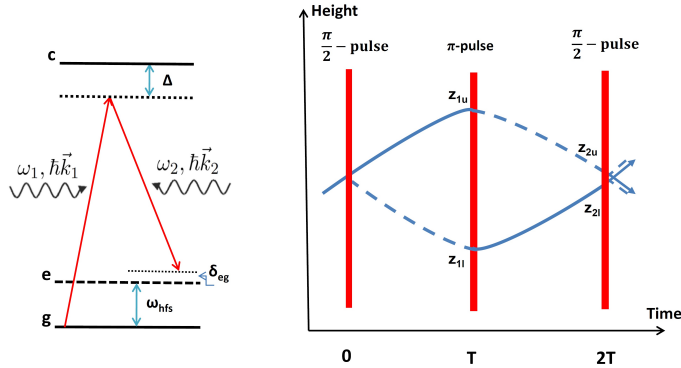 c
Δ
ω₁, ħk⃗₁
ω₂, ħk⃗₂
e
δeg
ωhfs
g
Height
π/2 − pulse
π-pulse
π/2 − pulse
z1u
z2u
z2l
z1l
Time
0
T
2T